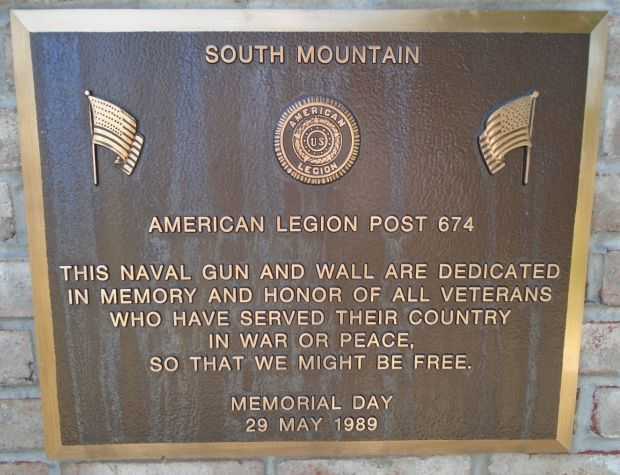 SOUTH MOUNTAIN
AMERICAN
U.S.
LEGION
AMERICAN LEGION POST 674
THIS NAVAL GUN AND WALL ARE DEDICATED
IN MEMORY AND HONOR OF ALL VETERANS
WHO HAVE SERVED THEIR COUNTRY
IN WAR OR PEACE,
SO THAT WE MIGHT BE FREE.
MEMORIAL DAY
29 MAY 1989